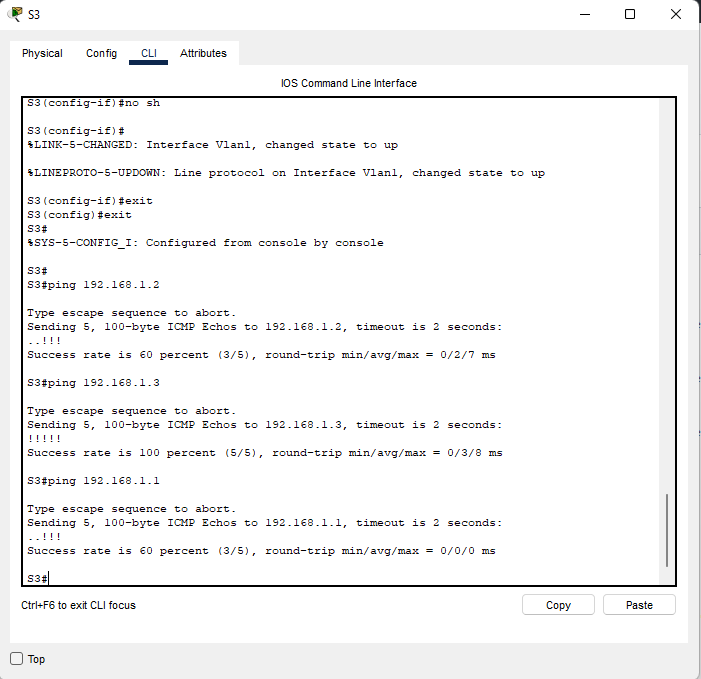 S3
Physical Config CLI Attributes
IOS Command Line Interface
S3(config-if)#no sh
S3(config-if)#
%LINK-5-CHANGED: Interface Vlan1, changed state to up
%LINEPROTO-5-UPDOWN: Line protocol on Interface Vlan1, changed state to up
S3(config-if)#exit
S3(config)#exit
S3#
%SYS-5-CONFIG_I: Configured from console by console
S3#
S3#ping 192.168.1.2
Type escape sequence to abort.
Sending 5, 100-byte ICMP Echos to 192.168.1.2, timeout is 2 seconds:
..!!!
Success rate is 60 percent (3/5), round-trip min/avg/max = 0/2/7 ms
S3#ping 192.168.1.3
Type escape sequence to abort.
Sending 5, 100-byte ICMP Echos to 192.168.1.3, timeout is 2 seconds:
!!!!!
Success rate is 100 percent (5/5), round-trip min/avg/max = 0/3/8 ms
S3#ping 192.168.1.1
Type escape sequence to abort.
Sending 5, 100-byte ICMP Echos to 192.168.1.1, timeout is 2 seconds:
..!!!
Success rate is 60 percent (3/5), round-trip min/avg/max = 0/0/0 ms
S3#
Ctrl+F6 to exit CLI focus
Copy Paste
Top